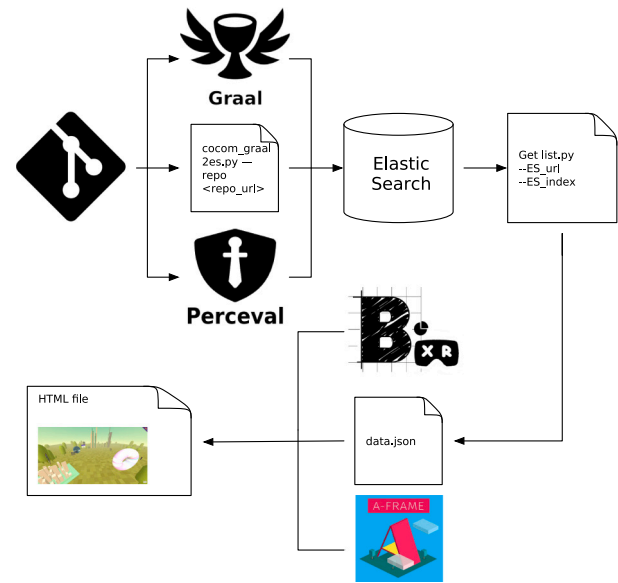 Graal
cocom_graal
2es.py —
repo
<repo_url>
Elastic
Search
Get list.py
--ES_url
--ES_index
Perceval
B
X R
HTML file
data.json
A-FRAME